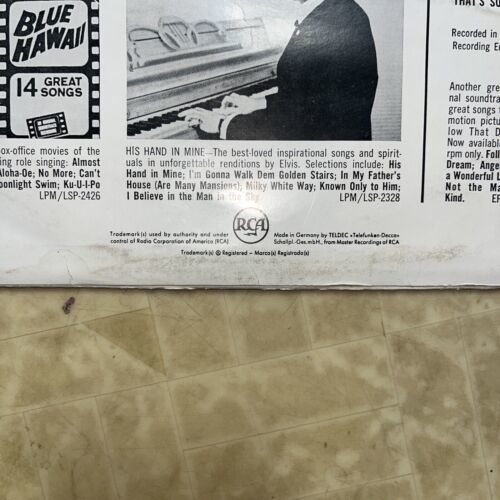 BLUE
HAWAII
14 GREAT
SONGS
ox-office movies of the
ing role singing: Almost
Aloha-Oe; No More; Can't
oonlight Swim; Ku-U-I-Po
LPM/LSP-2426
HIS HAND IN MINE—The best-loved inspirational songs and spirit-
uals in unforgettable renditions by Elvis. Selections include: His
Hand in Mine; I'm Gonna Walk Dem Golden Stairs; In My Father's
House (Are Many Mansions); Milky White Way; Known Only to Him;
I Believe in the Man in the Sky.
LPM/LSP-2328
THAT'S SO
Recorded in
Recording En
Another gre
nal soundtra
great songs f
motion pictu
low That D
Now availabl
rpm only. Foll
Dream; Ange
a Wonderful L
Not the Ma
Kind.
EP
Trademark(s) used by authority and under
control of Radio Corporation of America (RCA)
RCA
Made in Germany by TELDEC »Telefunken-Decca«
Schallpl.-Ges.mbH., from Master Recordings of RCA
Trademark(s) ® Registered — Marca(s) Registrada(s)